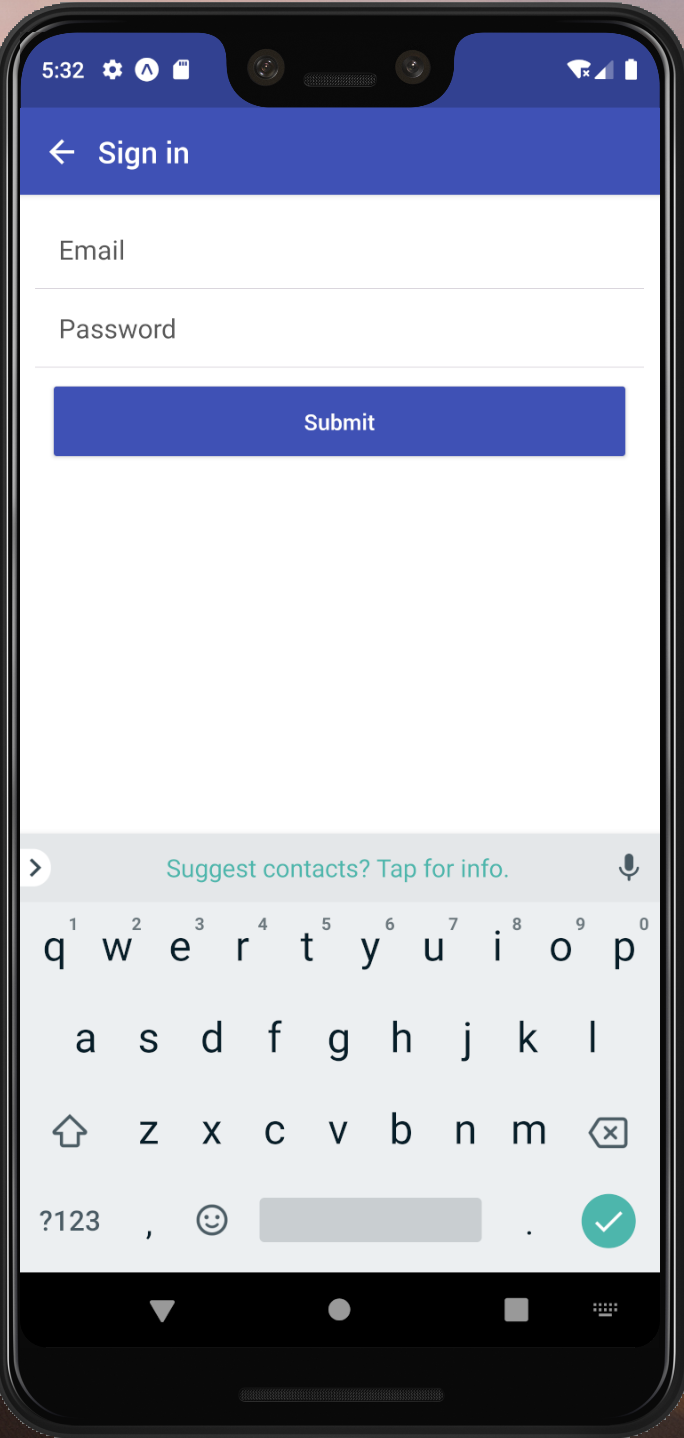 5:32
Sign in
Email
Password
Submit
Suggest contacts? Tap for info.
1 2 3 4 5 6 7 8 9 0
q w e r t y u i o p
a s d f g h j k l
z x c v b n m
?123 , .